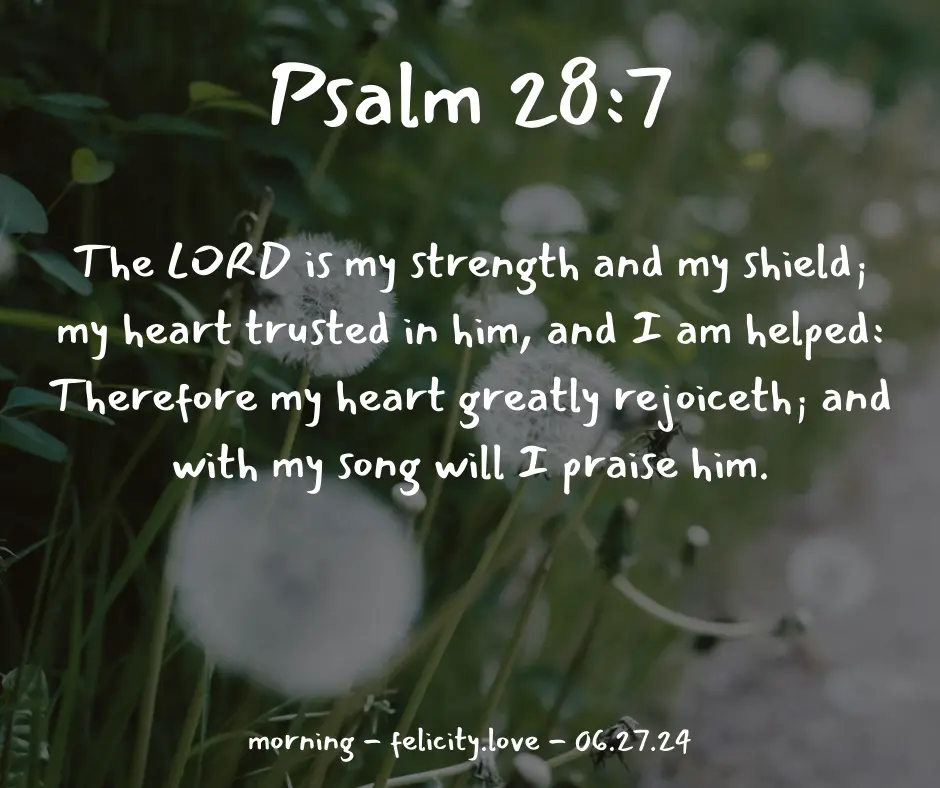 Psalm 28:7
The LORD is my strength and my shield;
my heart trusted in him, and I am helped:
Therefore my heart greatly rejoiceth; and
with my song will I praise him.
morning - felicity.love - 06.27.24